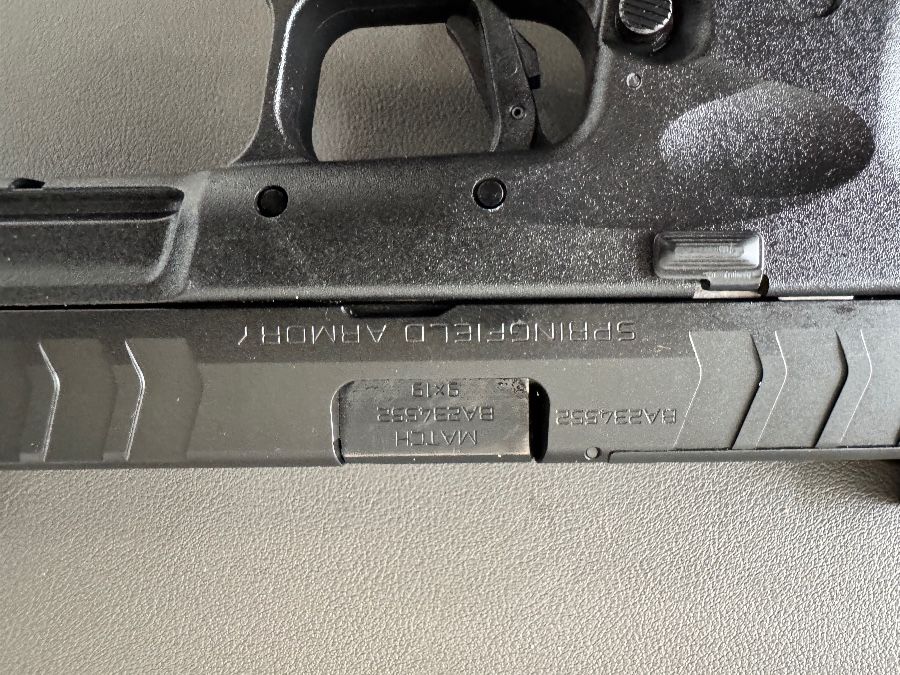 SPRINGFIELD ARMORY
MATCH
BA234552
9x19
BA234552